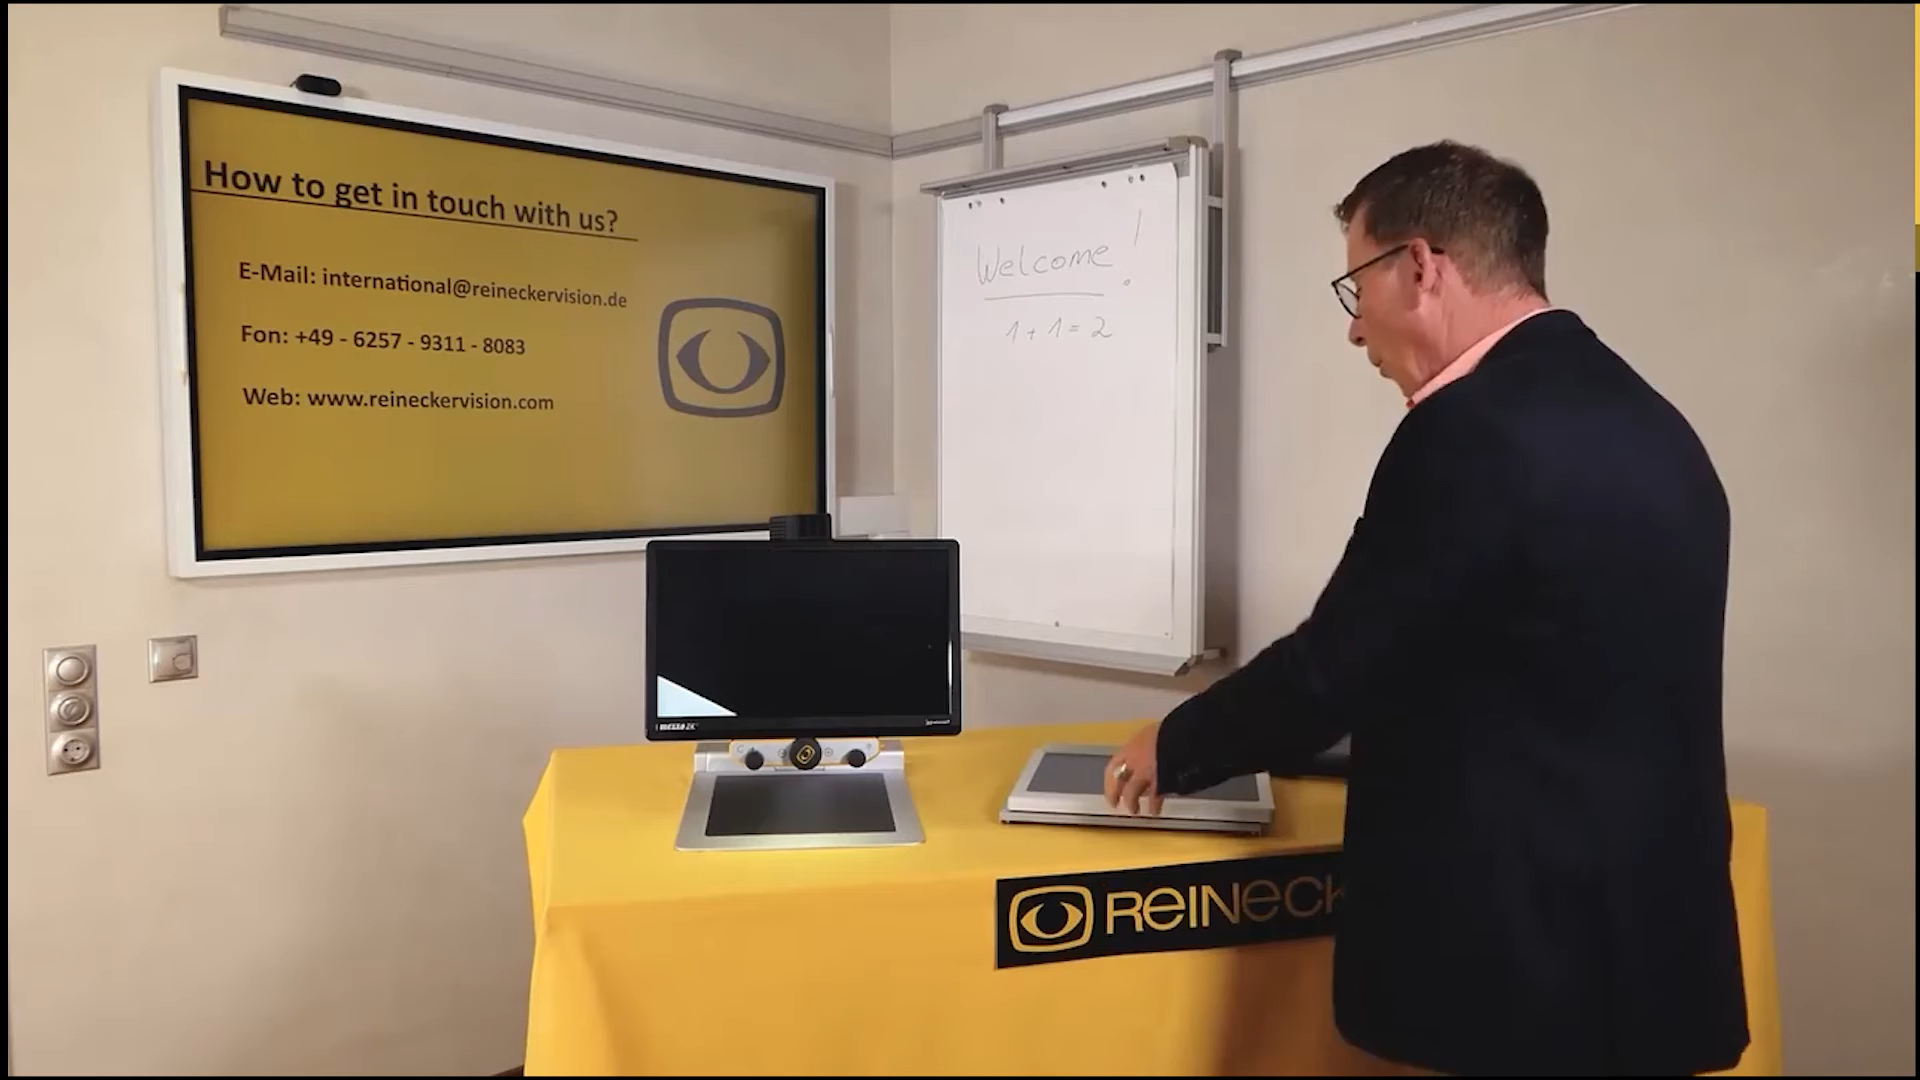 How to get in touch with us?
E-Mail: international@reineckervision.de
Fon: +49 - 6257 - 9311 - 8083
Web: www.reineckervision.com
Welcome!
1 + 1 = 2
REINECK